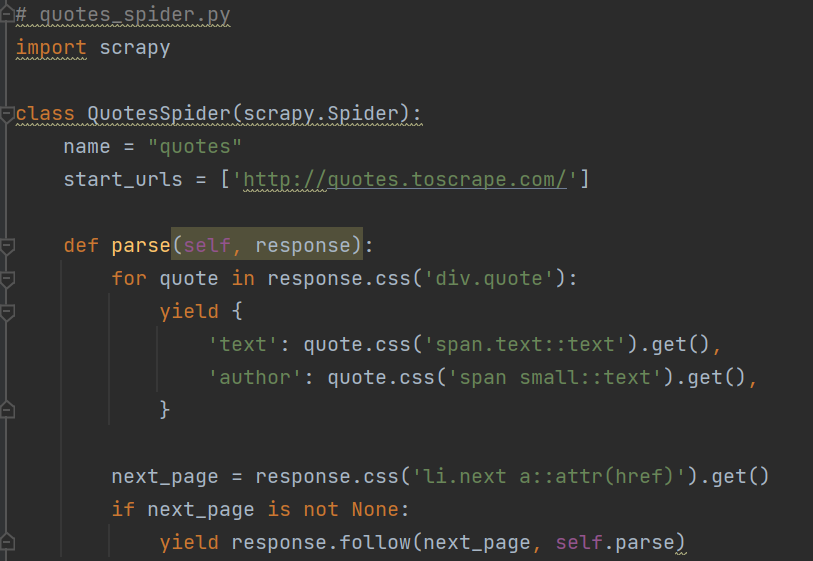 # quotes_spider.py
import scrapy

class QuotesSpider(scrapy.Spider):
    name = "quotes"
    start_urls = ['http://quotes.toscrape.com/']

    def parse(self, response):
        for quote in response.css('div.quote'):
            yield {
                'text': quote.css('span.text::text').get(),
                'author': quote.css('span small::text').get(),
            }

        next_page = response.css('li.next a::attr(href)').get()
        if next_page is not None:
            yield response.follow(next_page, self.parse)